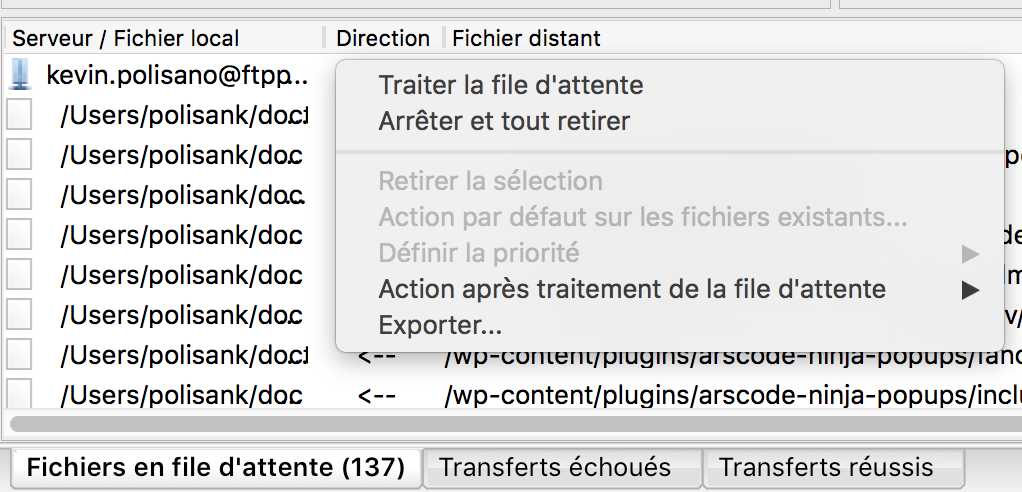 Serveur / Fichier local Direction Fichier distant
kevin.polisano@ftpp...
Traiter la file d'attente
/Users/polisank/doc
Arrêter et tout retirer
/Users/polisank/doc
Retirer la sélection
/Users/polisank/doc
Action par défaut sur les fichiers existants...
/Users/polisank/doc
Définir la priorité
/Users/polisank/doc
Action après traitement de la file d'attente
/Users/polisank/doc
Exporter...
/Users/polisank/doc <-- /wp-content/plugins/arscode-ninja-popups/fanc
/Users/polisank/doc <-- /wp-content/plugins/arscode-ninja-popups/inclu
Fichiers en file d'attente (137) Transferts échoués Transferts réussis